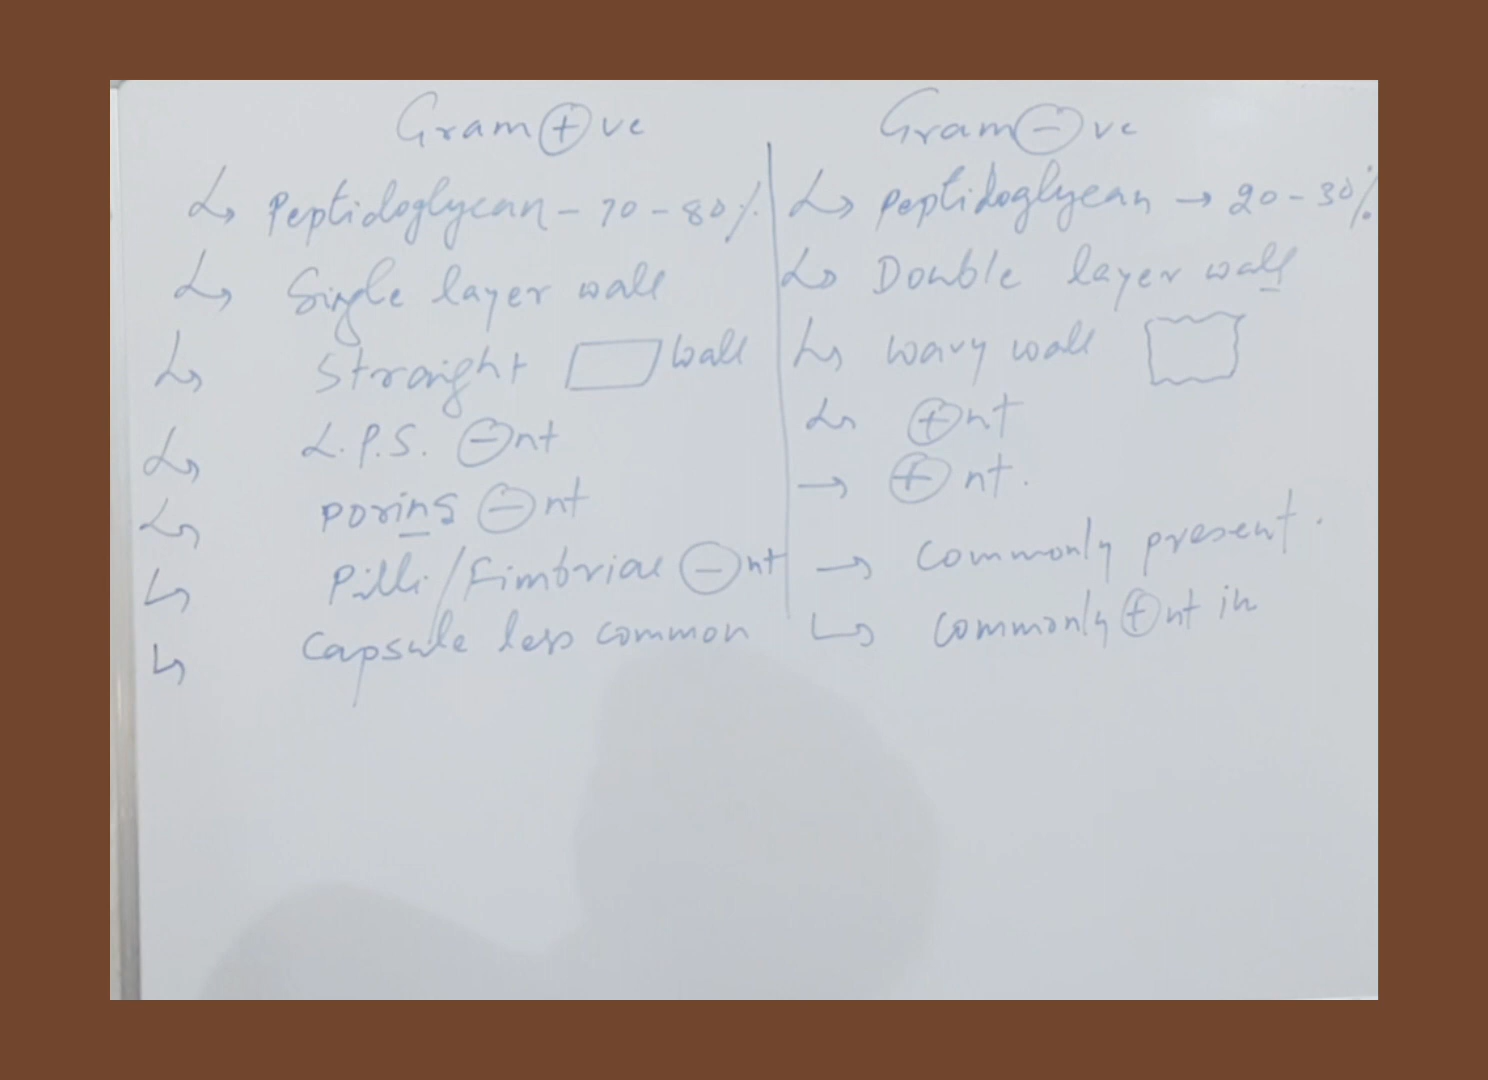 Gram ⊕ve Gram ⊖ve
↳ Peptidoglycan - 70 - 80% ↳ peptidoglycan → 20 - 30%
↳ Single layer wall ↳ Double layer wall
↳ Straight wall ↳ wavy wall
↳ L.P.S. ⊖nt ↳ ⊕nt
↳ porins ⊖nt → ⊕nt.
↳ Pilli/Fimbriae ⊖nt → Commonly present.
↳ Capsule less common ↳ Commonly ⊕nt in